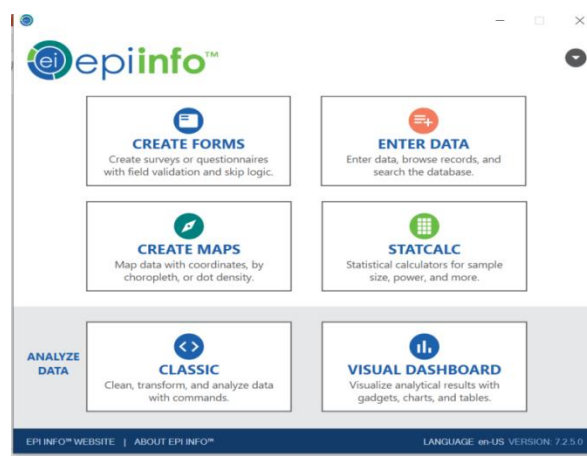 ei epiinfo™
CREATE FORMS
Create surveys or questionnaires
with field validation and skip logic.
ENTER DATA
Enter data, browse records, and
search the database.
CREATE MAPS
Map data with coordinates, by
choropleth, or dot density.
STATCALC
Statistical calculators for sample
size, power, and more.
ANALYZE
DATA
CLASSIC
Clean, transform, and analyze data
with commands.
VISUAL DASHBOARD
Visualize analytical results with
gadgets, charts, and tables.
EPI INFO™ WEBSITE | ABOUT EPI INFO™ LANGUAGE en-US VERSION: 7.2.5.0